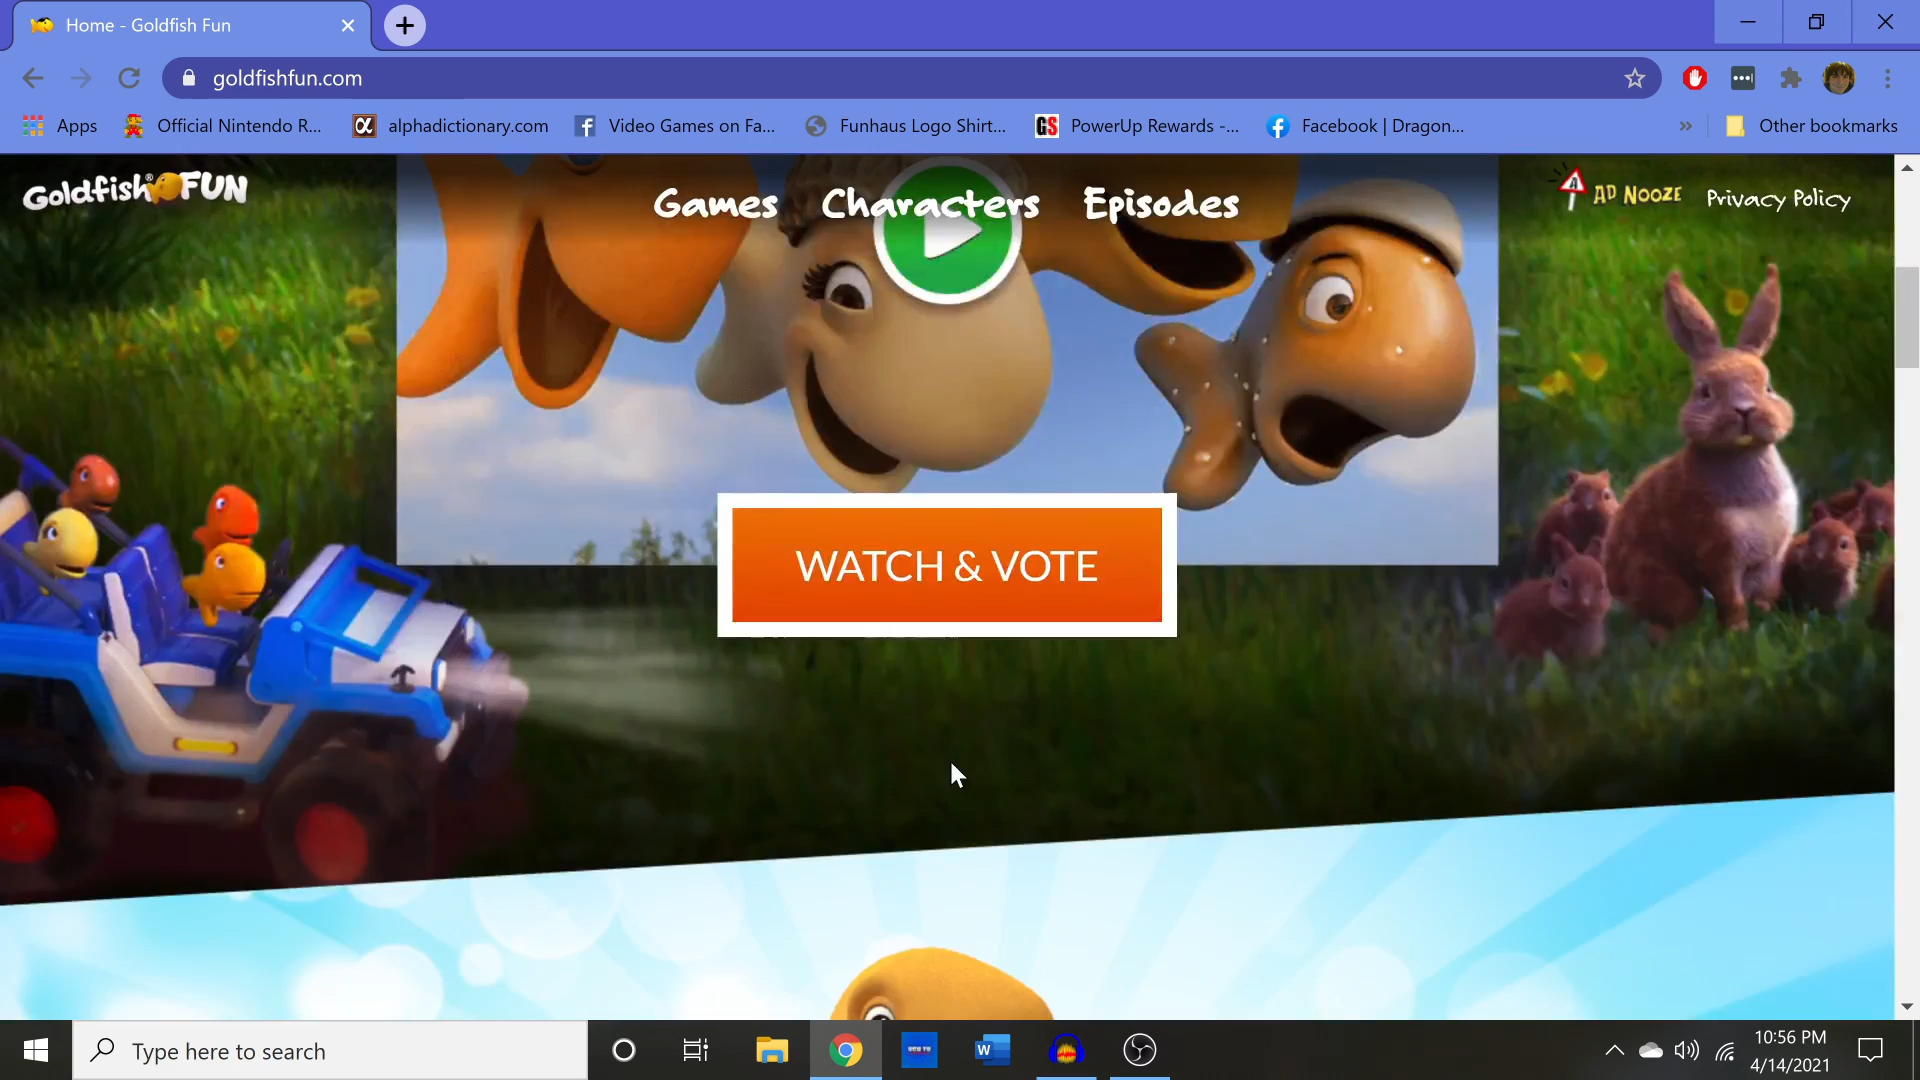 Home - Goldfish Fun
goldfishfun.com
Apps
Official Nintendo R...
alphadictionary.com
Video Games on Fa...
Funhaus Logo Shirt...
GS
PowerUp Rewards -...
Facebook | Dragon...
»
Other bookmarks
Goldfish® FUN
Games
Characters
Episodes
A
AD NOOZE
Privacy Policy
WATCH & VOTE
Type here to search
W
10:56 PM
4/14/2021